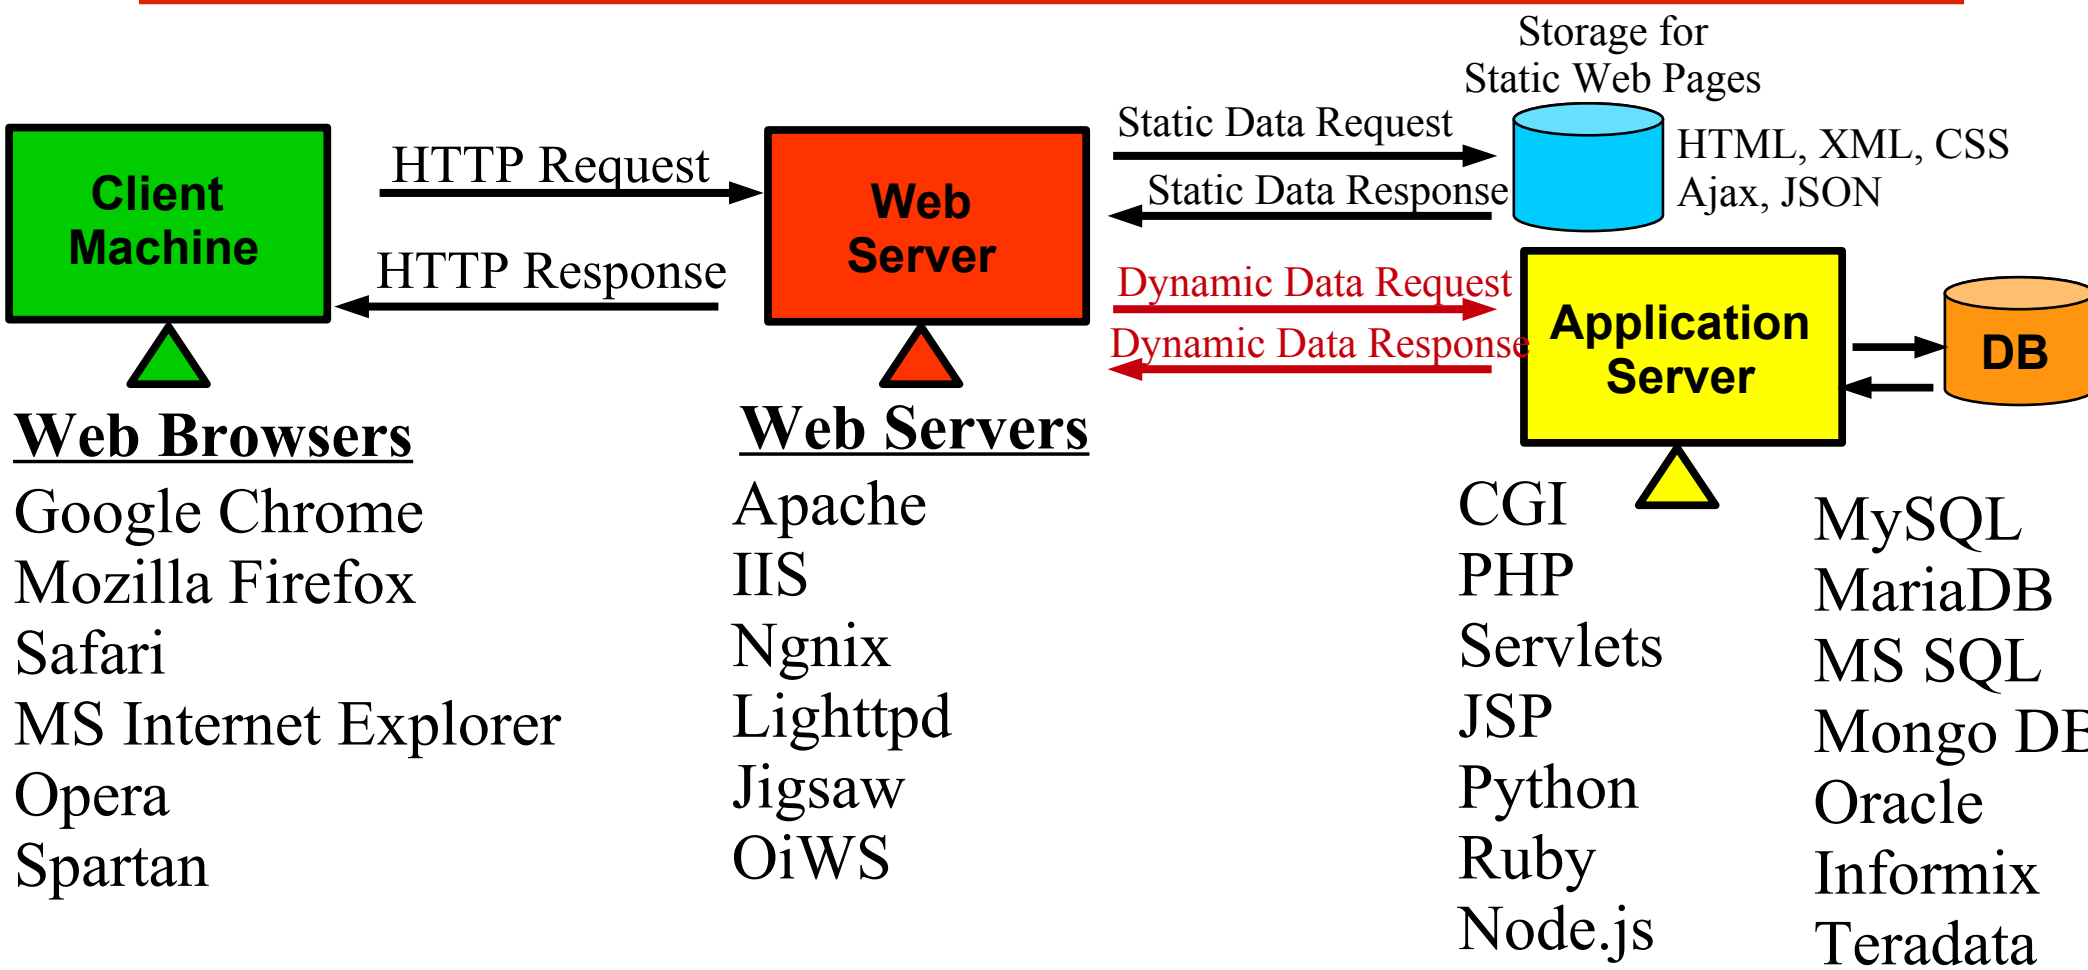 Storage for
Static Web Pages
Client
Machine
HTTP Request
HTTP Response
Web
Server
Static Data Request
Static Data Response
HTML, XML, CSS
Ajax, JSON
Dynamic Data Request
Dynamic Data Response
Application
Server
DB
Web Browsers
Google Chrome
Mozilla Firefox
Safari
MS Internet Explorer
Opera
Spartan
Web Servers
Apache
IIS
Ngnix
Lighttpd
Jigsaw
OiWS
CGI
PHP
Servlets
JSP
Python
Ruby
Node.js
MySQL
MariaDB
MS SQL
Mongo DB
Oracle
Informix
Teradata